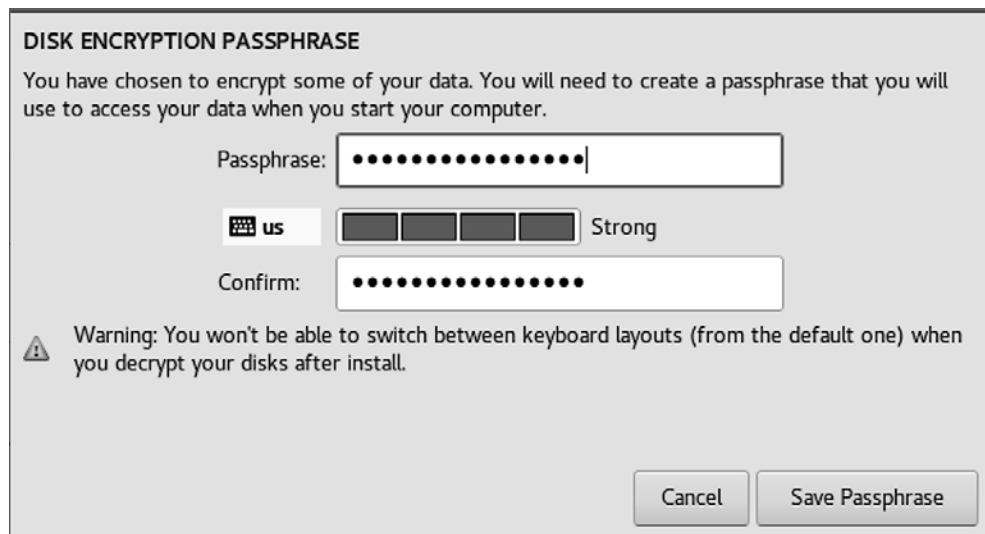 DISK ENCRYPTION PASSPHRASE
You have chosen to encrypt some of your data. You will need to create a passphrase that you will
use to access your data when you start your computer.
Passphrase: ••••••••••••••••
us Strong
Confirm: ••••••••••••••••
Warning: You won't be able to switch between keyboard layouts (from the default one) when
you decrypt your disks after install.
Cancel Save Passphrase